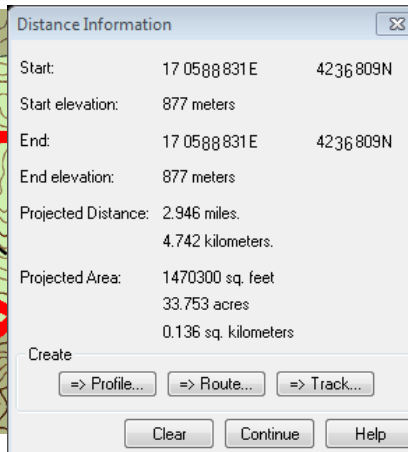 Distance Information
Start: 17 0588831E 4236809N
Start elevation: 877 meters
End: 17 0588831E 4236809N
End elevation: 877 meters
Projected Distance: 2.946 miles.
4.742 kilometers.
Projected Area: 1470300 sq. feet
33.753 acres
0.136 sq. kilometers
Create
=> Profile... => Route... => Track...
Clear Continue Help